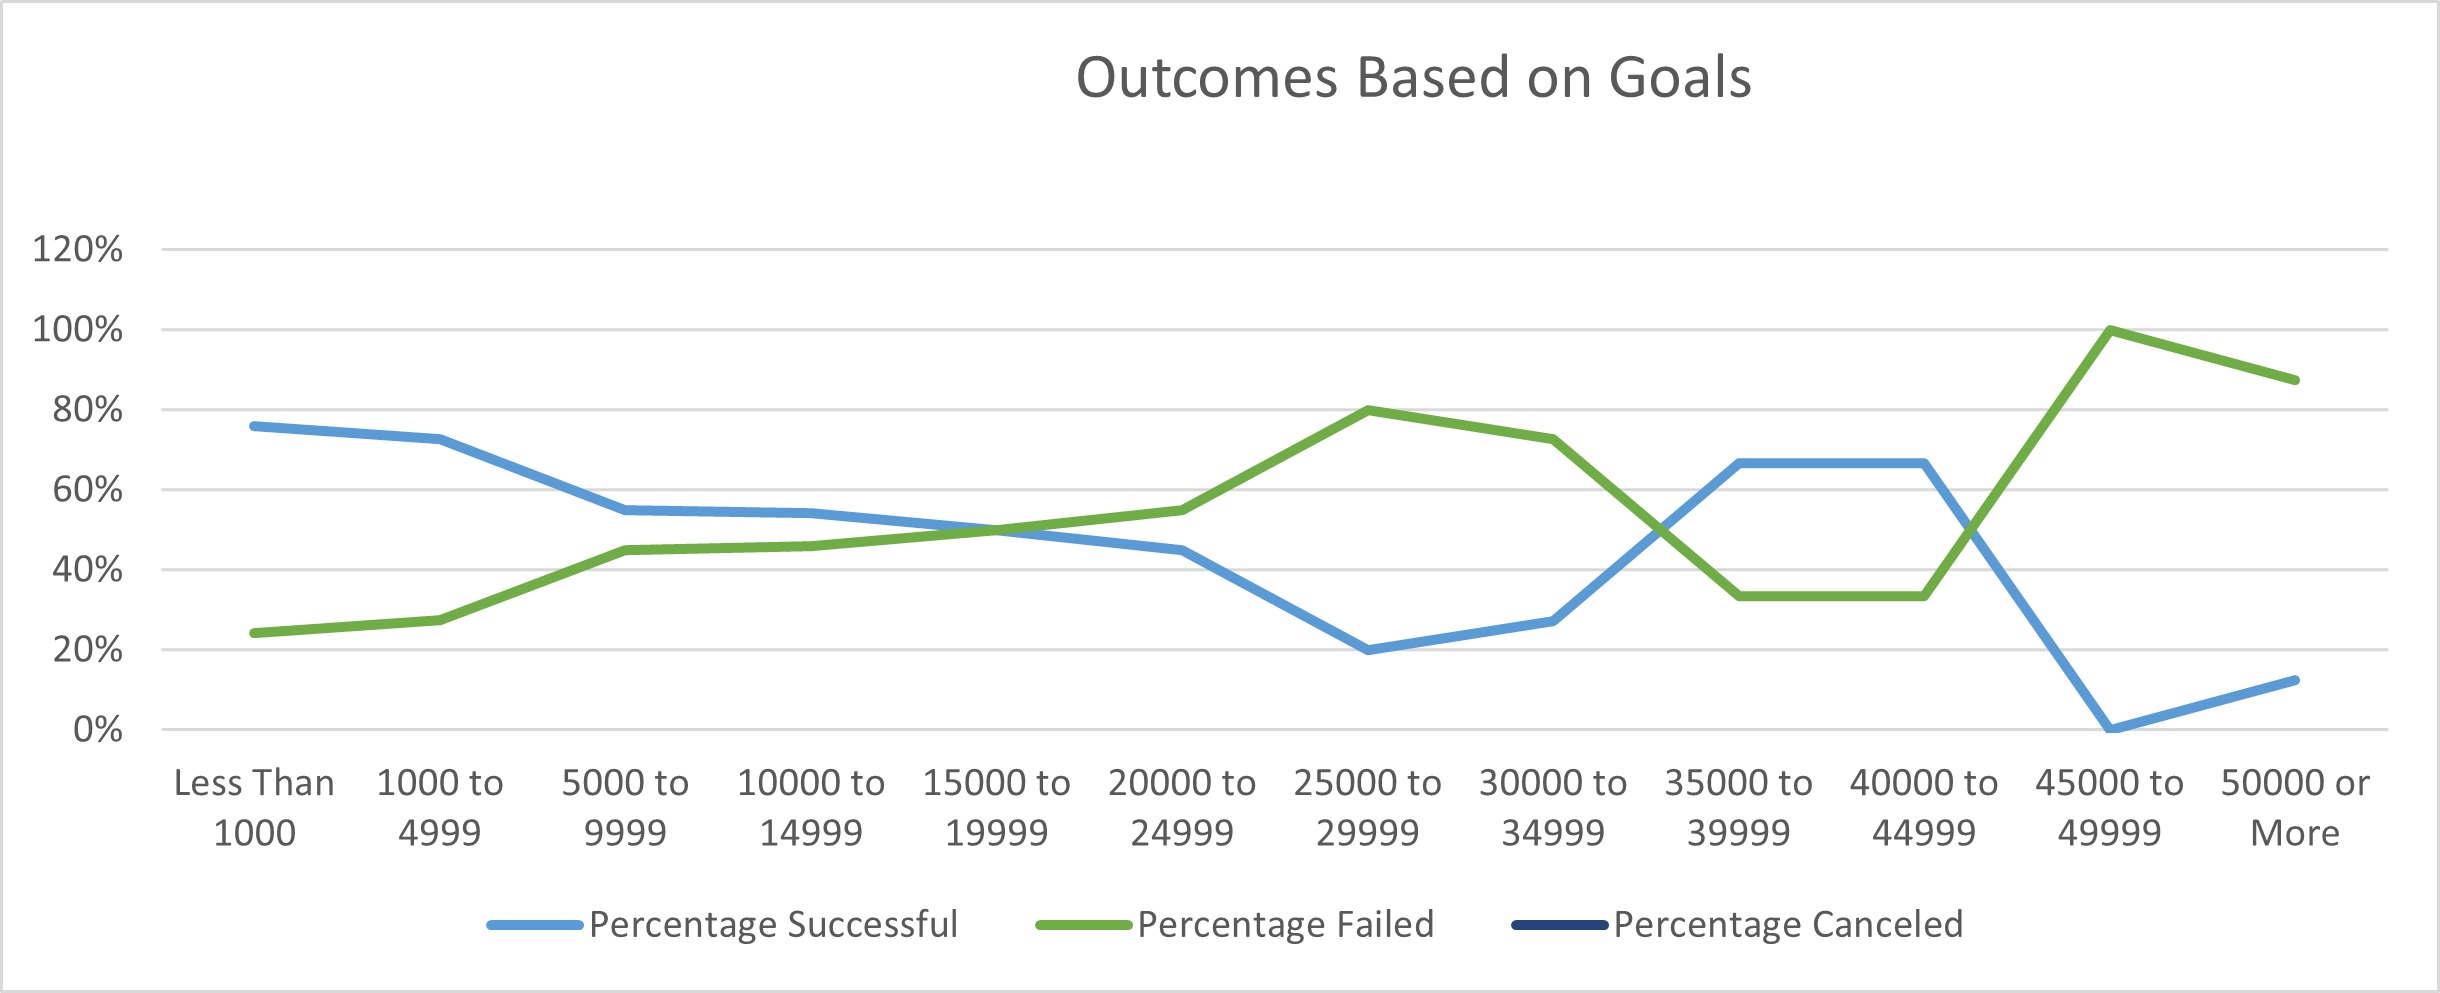 Outcomes Based on Goals
120%
100%
80%
60%
40%
20%
0%
Less Than 1000
1000 to 4999
5000 to 9999
10000 to 14999
15000 to 19999
20000 to 24999
25000 to 29999
30000 to 34999
35000 to 39999
40000 to 44999
45000 to 49999
50000 or More
Percentage Successful
Percentage Failed
Percentage Canceled